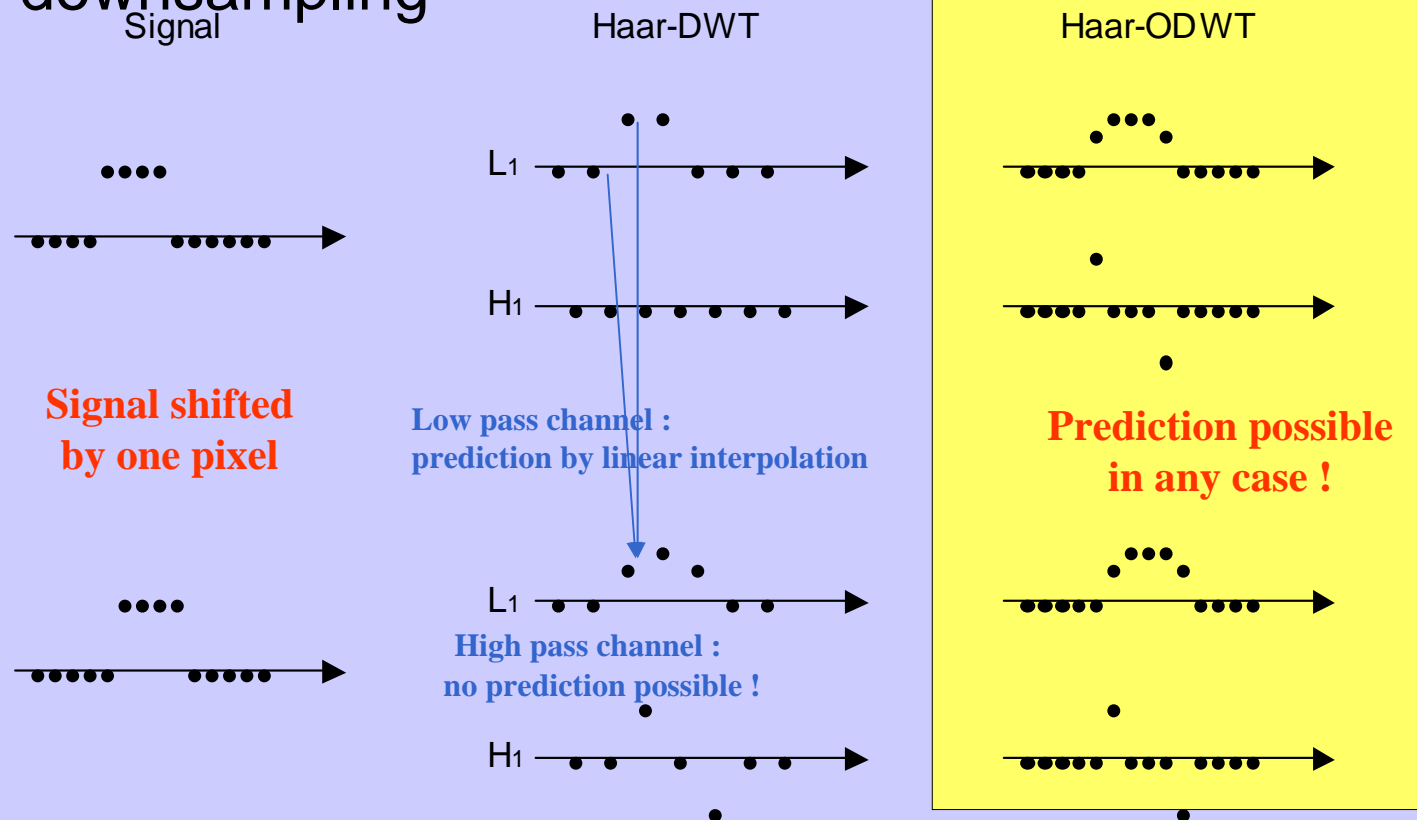 downsampling
Signal
Haar-DWT
Haar-ODWT
L1
H1
Signal shifted
by one pixel
Low pass channel :
prediction by linear interpolation
Prediction possible
in any case !
L1
High pass channel :
no prediction possible !
H1